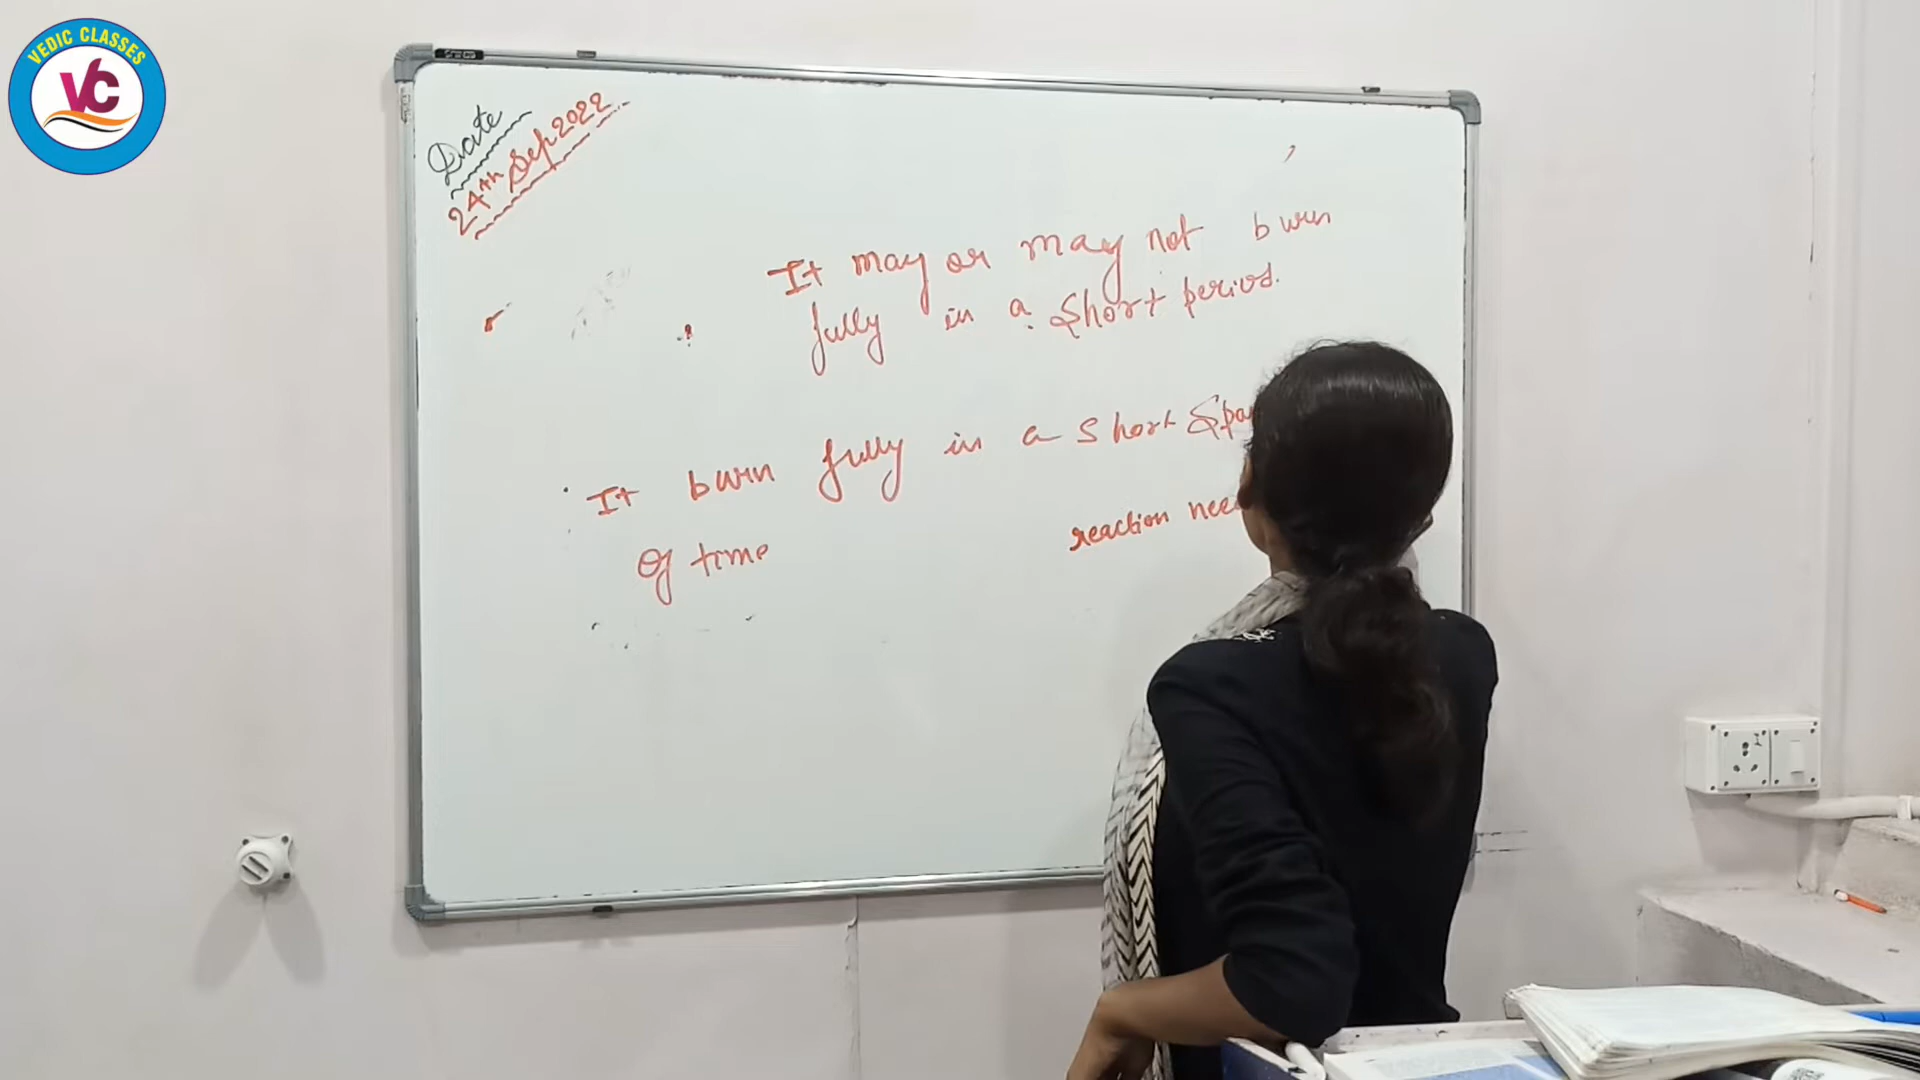 VEDIC CLASSES
VC
Date
24th Sep 2022
It may or may not burn
fully in a short period.
It burn fully in a short
of time
reaction